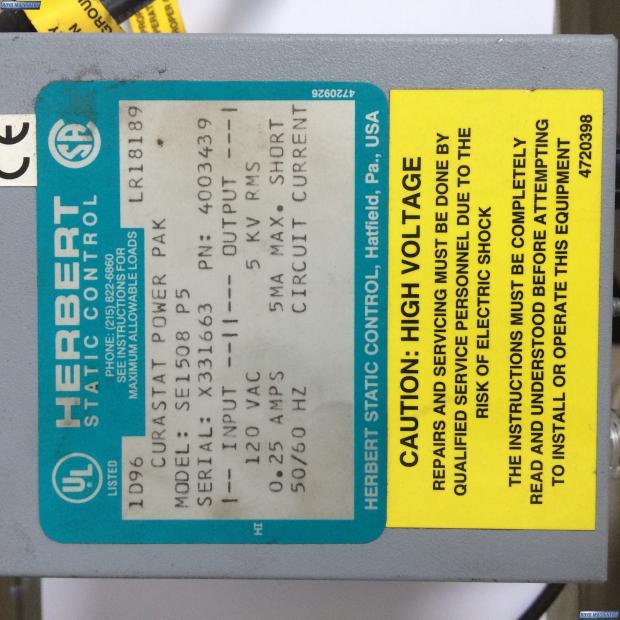 GROUND
CE
UL
LISTED
HERBERT
STATIC CONTROL
PHONE: (215) 822-6860
SEE INSTRUCTIONS FOR
MAXIMUM ALLOWABLE LOADS
SA
1D96
LR18189
CURASTAT POWER PAK
MODEL: SE1508 P5
SERIAL: X331663 PN: 4003439
|-- INPUT --||--- OUTPUT ---|
120 VAC 5 KV RMS
0.25 AMPS 5MA MAX. SHORT
50/60 HZ CIRCUIT CURRENT
HI
4720926
HERBERT STATIC CONTROL, Hatfield, Pa., USA
CAUTION: HIGH VOLTAGE
REPAIRS AND SERVICING MUST BE DONE BY
QUALIFIED SERVICE PERSONNEL DUE TO THE
RISK OF ELECTRIC SHOCK
THE INSTRUCTIONS MUST BE COMPLETELY
READ AND UNDERSTOOD BEFORE ATTEMPTING
TO INSTALL OR OPERATE THIS EQUIPMENT
4720398